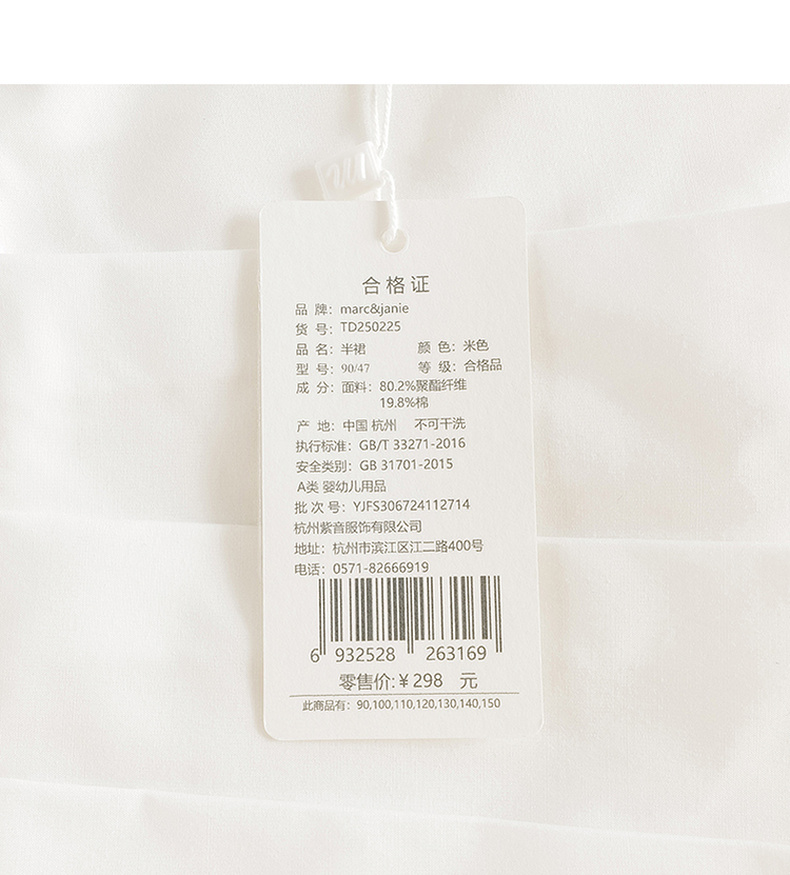 合格证
品 牌：marc&janie
货 号：TD250225
品 名：半裙 颜 色：米色
型 号：90/47 等 级：合格品
成 分：面料：80.2%聚酯纤维
19.8%棉
产 地：中国 杭州 不可干洗
执行标准：GB/T 33271-2016
安全类别：GB 31701-2015
A类 婴幼儿用品
批 次 号：YJFS306724112714
杭州紫音服饰有限公司
地址：杭州市滨江区江二路400号
电话：0571-82666919
6 932528 263169
零售价:¥298 元
此商品有：90,100,110,120,130,140,150